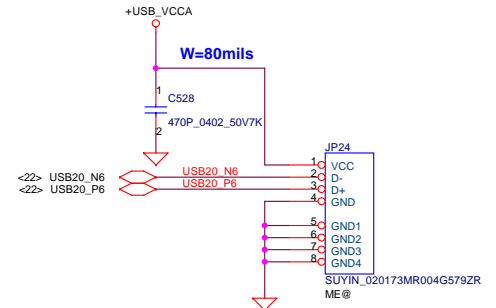 +USB_VCCA
W=80mils
1
C528
470P_0402_50V7K
2
JP24
1 VCC
<22> USB20_N6 USB20_N6 2 D-
<22> USB20_P6 USB20_P6 3 D+
4 GND
5 GND1
6 GND2
7 GND3
8 GND4
SUYIN_020173MR004G579ZR
ME@